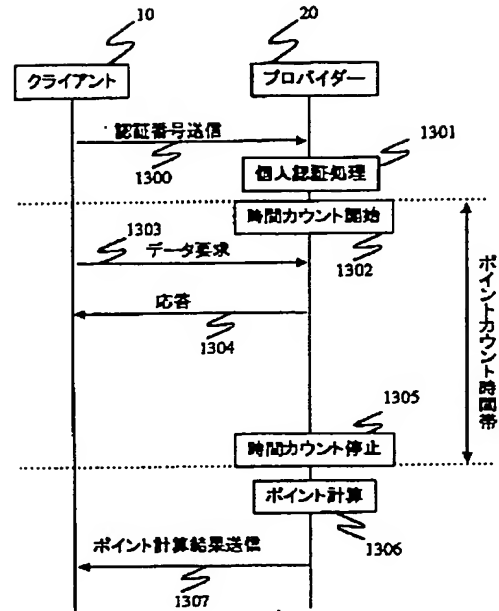 10
20
クライアント
プロバイダー
認証番号送信
1300
1301
個人認証処理
時間カウント開始
1302
1303
データ要求
応答
1304
ポイントカウント時間帯
1305
時間カウント停止
ポイント計算
1306
ポイント計算結果送信
1307